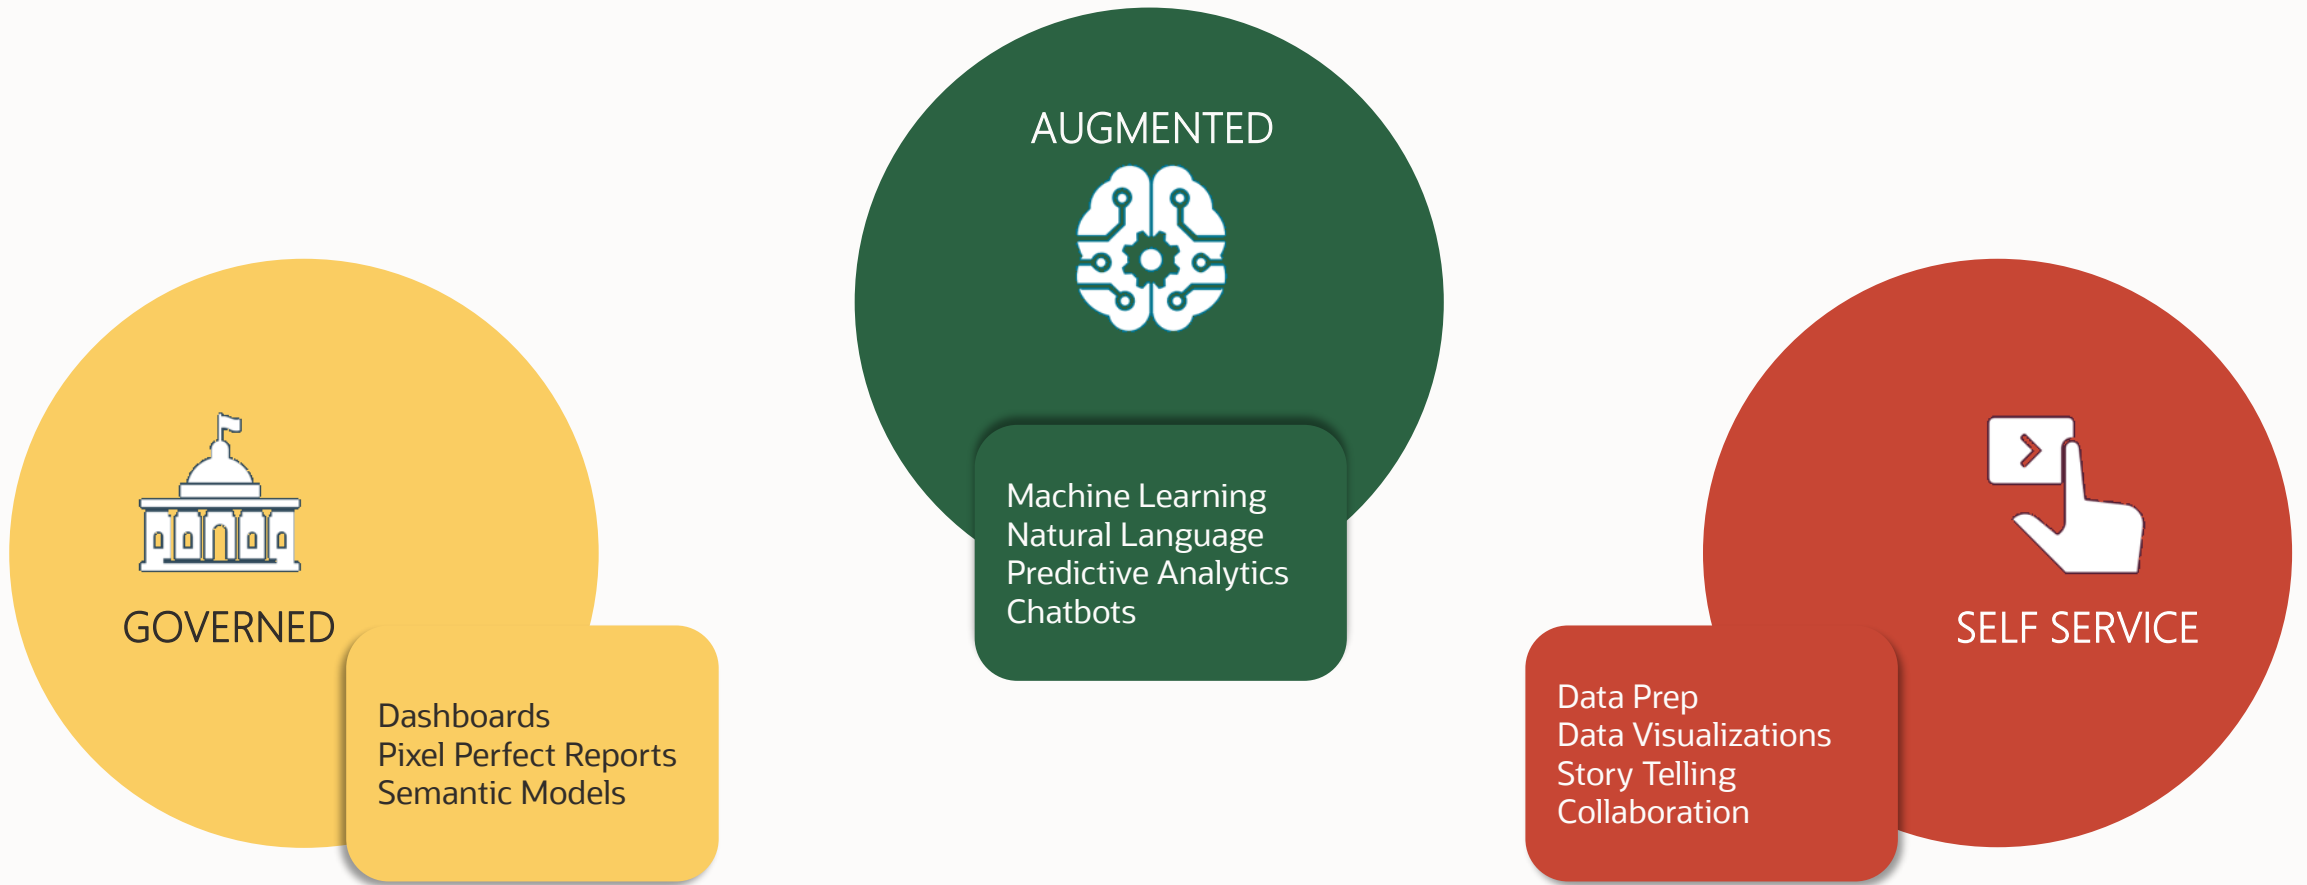 GOVERNED
Dashboards
Pixel Perfect Reports
Semantic Models
AUGMENTED
Machine Learning
Natural Language
Predictive Analytics
Chatbots
SELF SERVICE
Data Prep
Data Visualizations
Story Telling
Collaboration